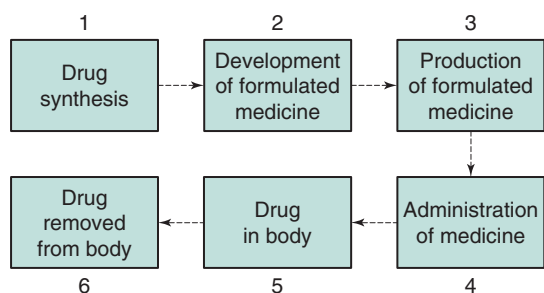 1
Drug
synthesis
2
Development
of formulated
medicine
3
Production
of formulated
medicine
Administration
of medicine
4
Drug
in body
5
Drug
removed
from body
6